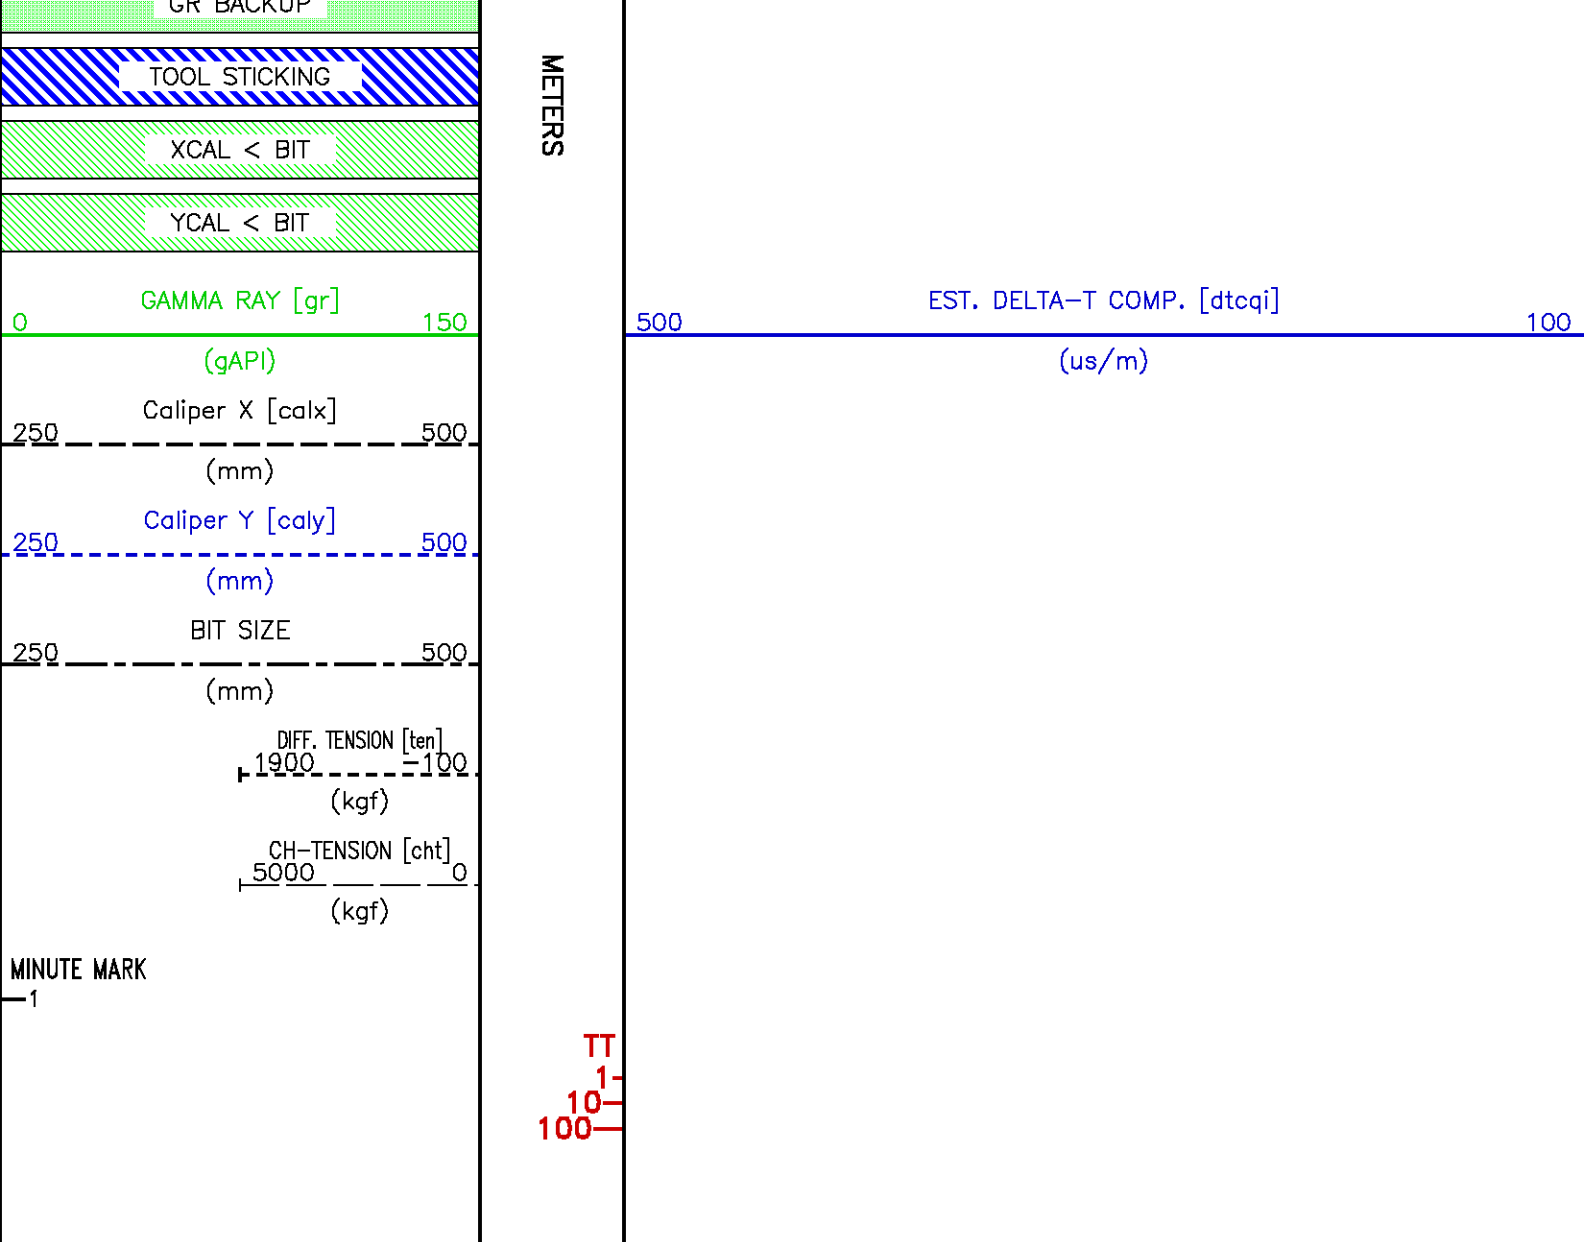 GR BACKUP
TOOL STICKING
XCAL < BIT
YCAL < BIT
GAMMA RAY [gr]
0 150
(gAPI)
Caliper X [calx]
250 500
(mm)
Caliper Y [caly]
250 500
(mm)
BIT SIZE
250 500
(mm)
DIFF. TENSION [ten]
1900 -100
(kgf)
CH-TENSION [cht]
5000 0
(kgf)
MINUTE MARK
1
METERS
TT
1
10
100
EST. DELTA-T COMP. [dtcqi]
500 100
(us/m)